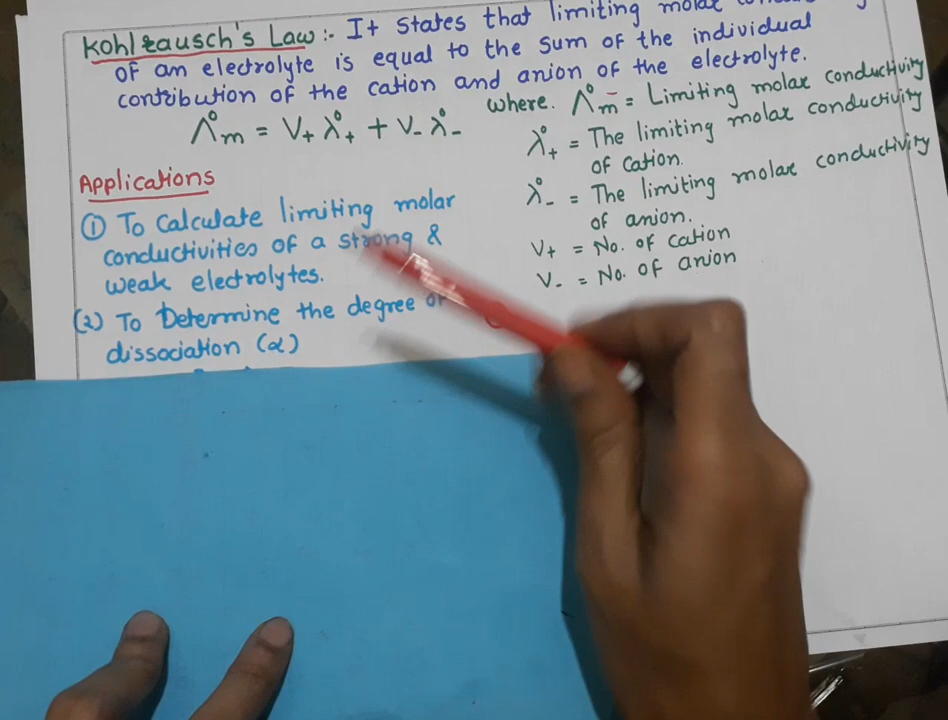 Kohlrausch's Law :- It states that limiting molar
of an electrolyte is equal to the sum of the individual
contribution of the cation and anion of the electrolyte.
Λ°m = V+ λ°+ + V- λ°-
where. Λ°m = Limiting molar conductivity
λ°+ = The limiting molar conductivity
of cation.
λ°- = The limiting molar conductivity
of anion.
V+ = No. of cation
V- = No. of anion
Applications
① To Calculate limiting molar
conductivities of a strong &
weak electrolytes.
(2) To Determine the degree of
dissociation (α)